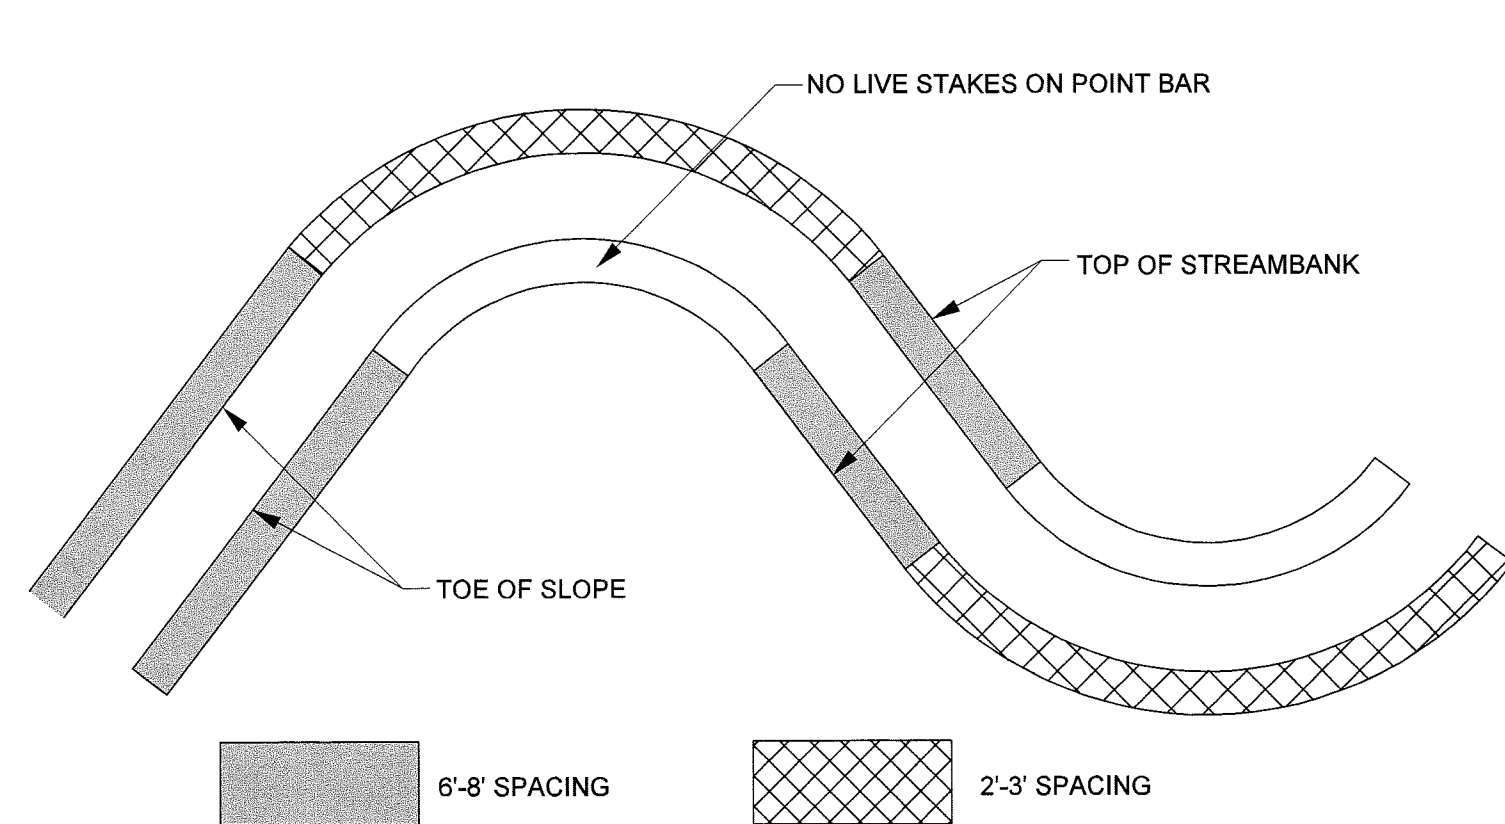 NO LIVE STAKES ON POINT BAR
TOP OF STREAMBANK
TOE OF SLOPE
6'-8' SPACING
2'-3' SPACING